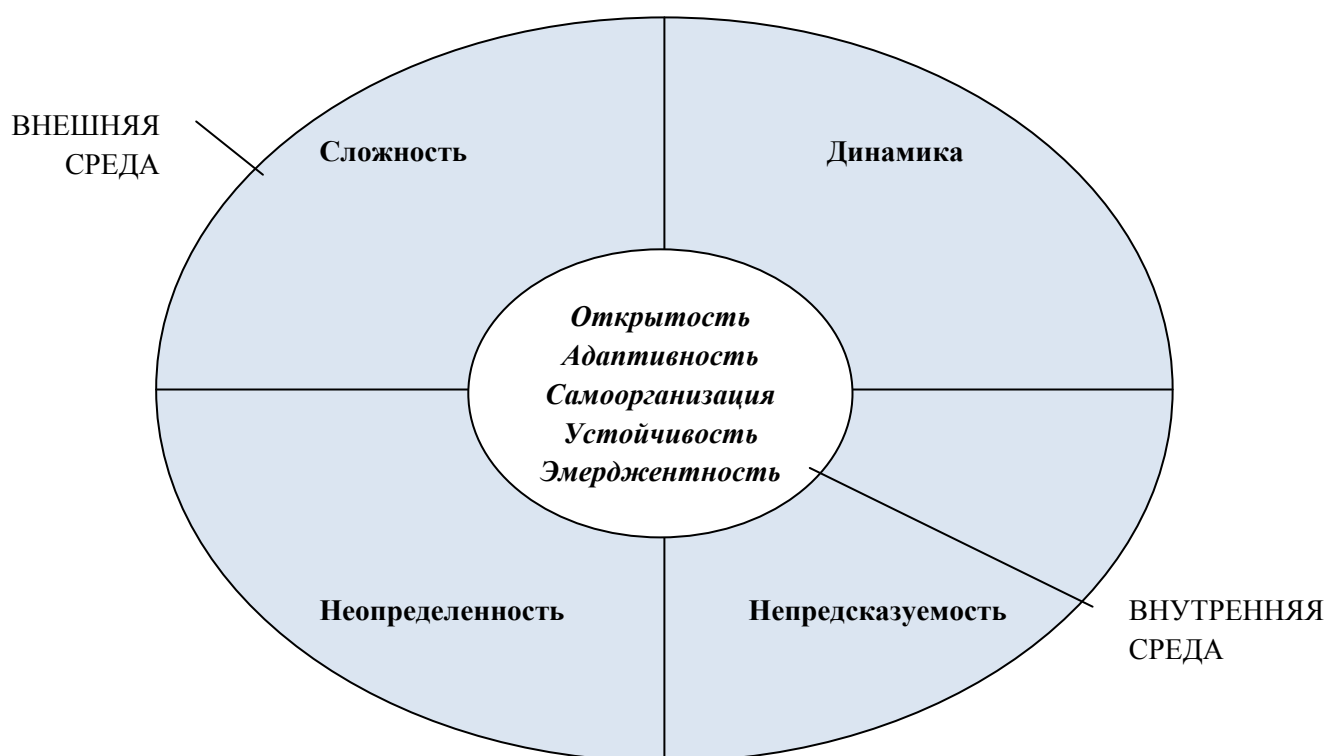 ВНЕШНЯЯ
СРЕДА
Сложность
Динамика
Открытость
Адаптивность
Самоорганизация
Устойчивость
Эмерджентность
Неопределенность
Непредсказуемость
ВНУТРЕННЯЯ
СРЕДА